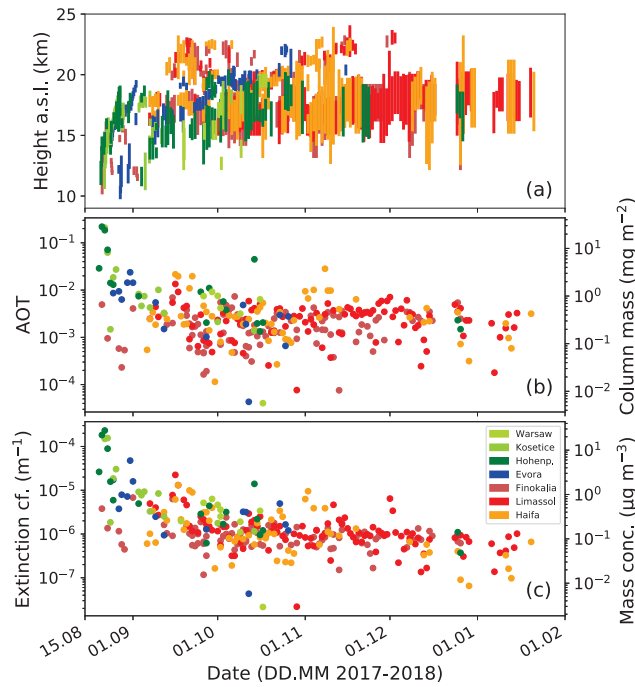 25
20
15
10
Height a.s.l. (km)
(a)
10⁻¹
10⁻²
10⁻³
10⁻⁴
AOT
10¹
10⁰
10⁻¹
10⁻²
Column mass (mg m⁻²)
(b)
10⁻⁴
10⁻⁵
10⁻⁶
10⁻⁷
Extinction cf. (m⁻¹)
Warsaw
Kosetice
Hohenp.
Evora
Finokalia
Limassol
Haifa
10¹
10⁰
10⁻¹
10⁻²
Mass conc. (µg m⁻³)
(c)
15.08 01.09 01.10 01.11 01.12 01.01 01.02
Date (DD.MM 2017-2018)